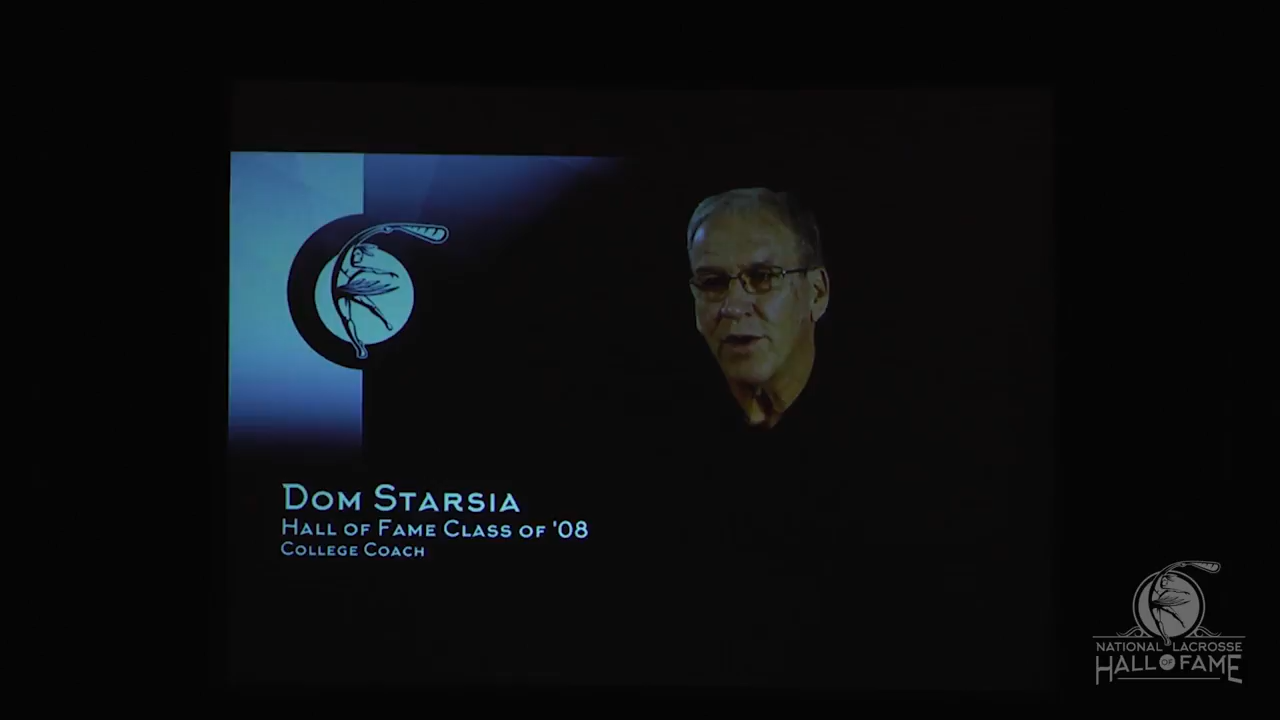 Dom Starsia
Hall of Fame Class of '08
College Coach
NATIONAL LACROSSE
HALL OF FAME